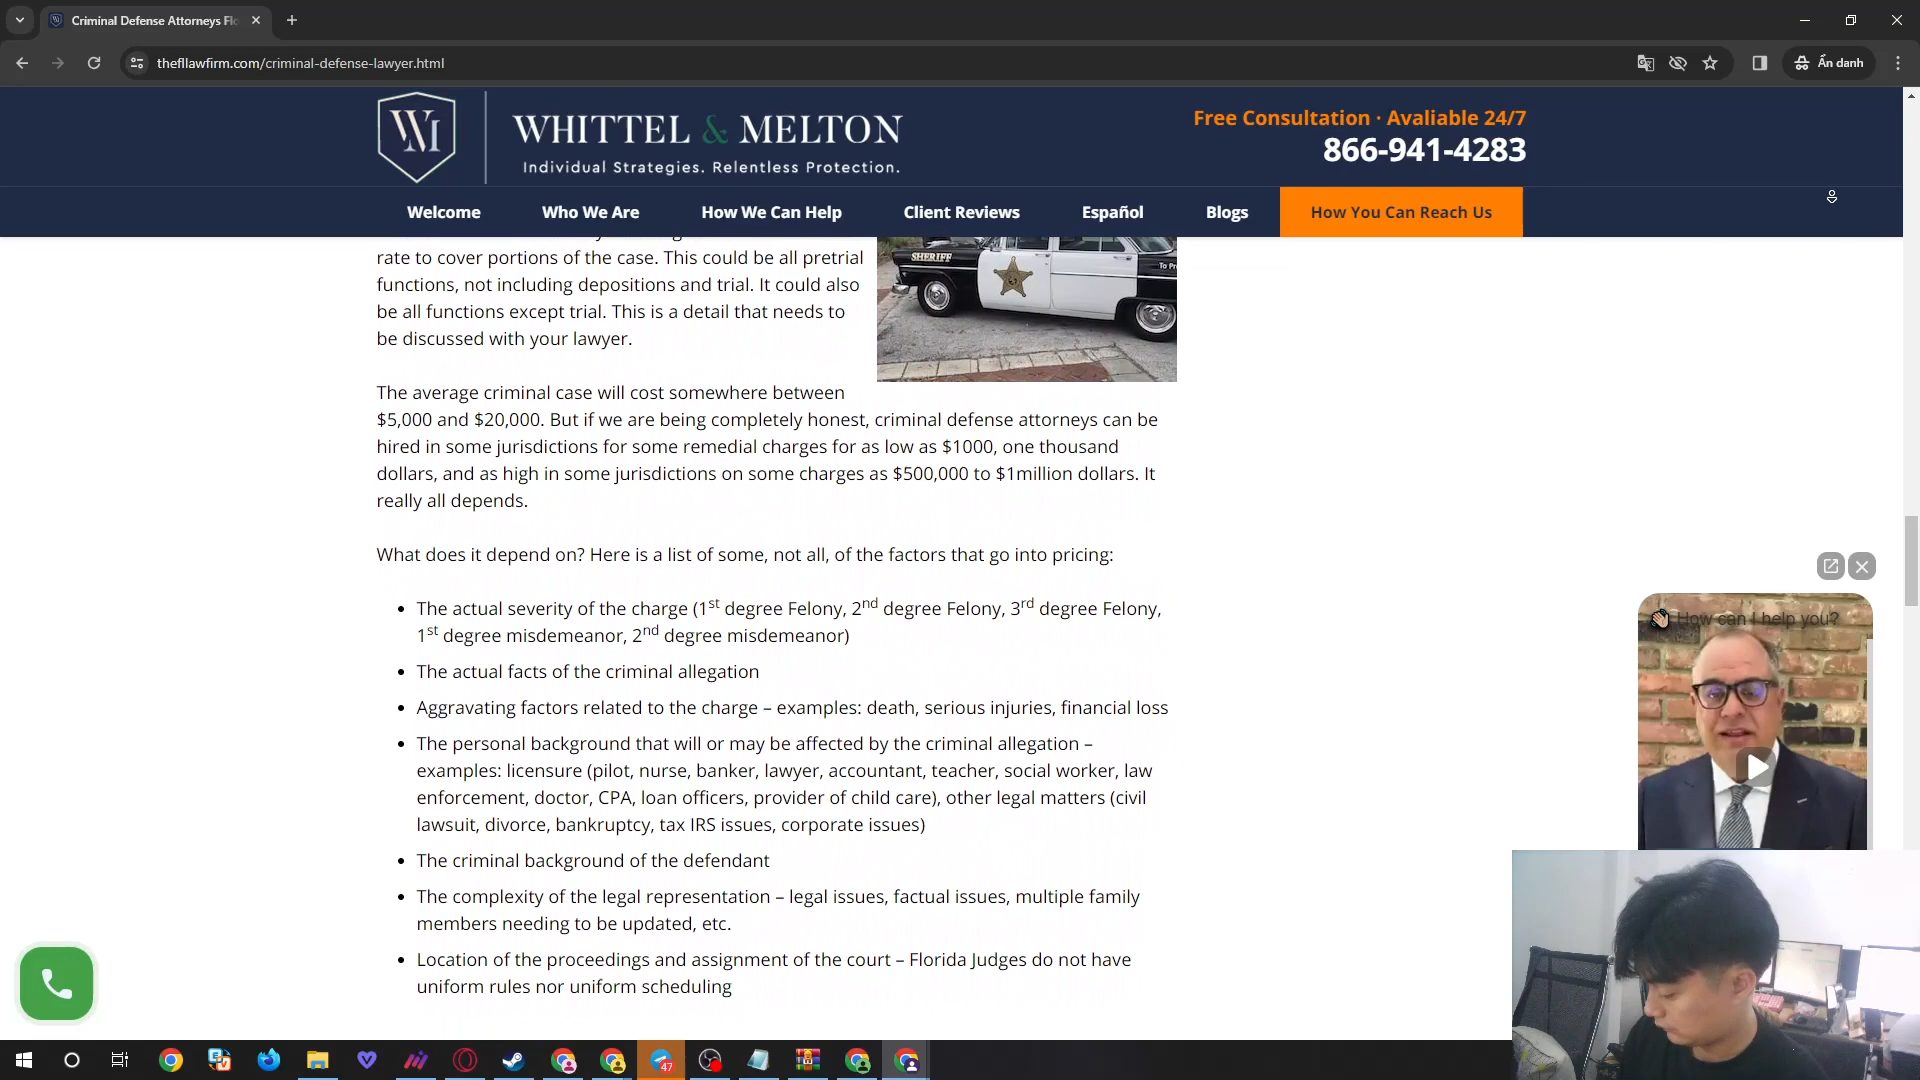 Criminal Defense Attorneys Flo
thefllawfirm.com/criminal-defense-lawyer.html
Ẩn danh
WM
WHITTEL & MELTON
Individual Strategies. Relentless Protection.
Free Consultation · Avaliable 24/7
866-941-4283
Welcome
Who We Are
How We Can Help
Client Reviews
Español
Blogs
How You Can Reach Us
rate to cover portions of the case. This could be all pretrial
functions, not including depositions and trial. It could also
be all functions except trial. This is a detail that needs to
be discussed with your lawyer.
SHERIFF
To Pr
The average criminal case will cost somewhere between
$5,000 and $20,000. But if we are being completely honest, criminal defense attorneys can be
hired in some jurisdictions for some remedial charges for as low as $1000, one thousand
dollars, and as high in some jurisdictions on some charges as $500,000 to $1million dollars. It
really all depends.
What does it depend on? Here is a list of some, not all, of the factors that go into pricing:
The actual severity of the charge (1st degree Felony, 2nd degree Felony, 3rd degree Felony,
1st degree misdemeanor, 2nd degree misdemeanor)
The actual facts of the criminal allegation
Aggravating factors related to the charge – examples: death, serious injuries, financial loss
The personal background that will or may be affected by the criminal allegation –
examples: licensure (pilot, nurse, banker, lawyer, accountant, teacher, social worker, law
enforcement, doctor, CPA, loan officers, provider of child care), other legal matters (civil
lawsuit, divorce, bankruptcy, tax IRS issues, corporate issues)
The criminal background of the defendant
The complexity of the legal representation – legal issues, factual issues, multiple family
members needing to be updated, etc.
Location of the proceedings and assignment of the court – Florida Judges do not have
uniform rules nor uniform scheduling
How can I help you?
47